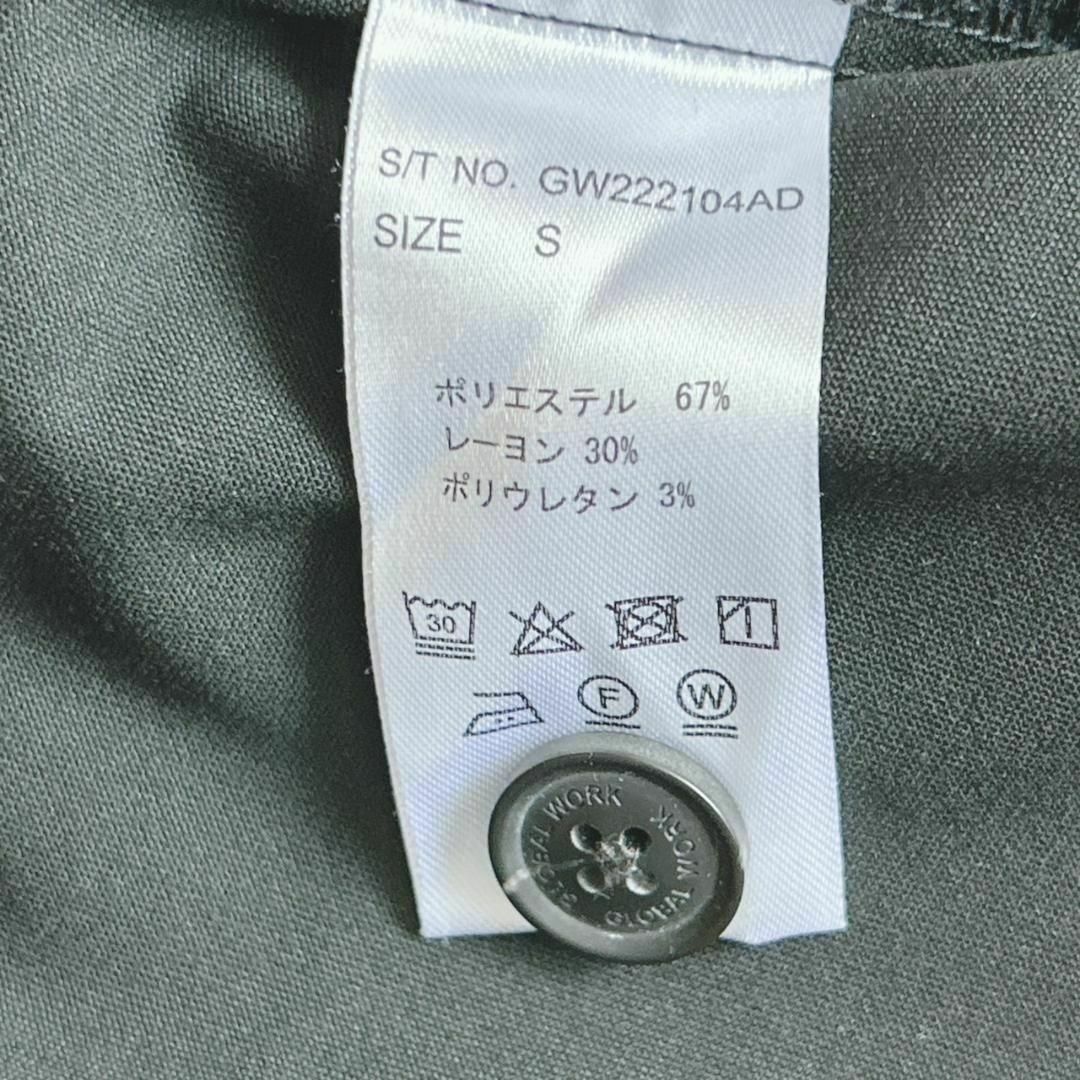 S/T NO. GW222104AD
SIZE S
ポリエステル 67%
レーヨン 30%
ポリウレタン 3%
30
F W
GLOBAL WORK
GLOBAL WORK